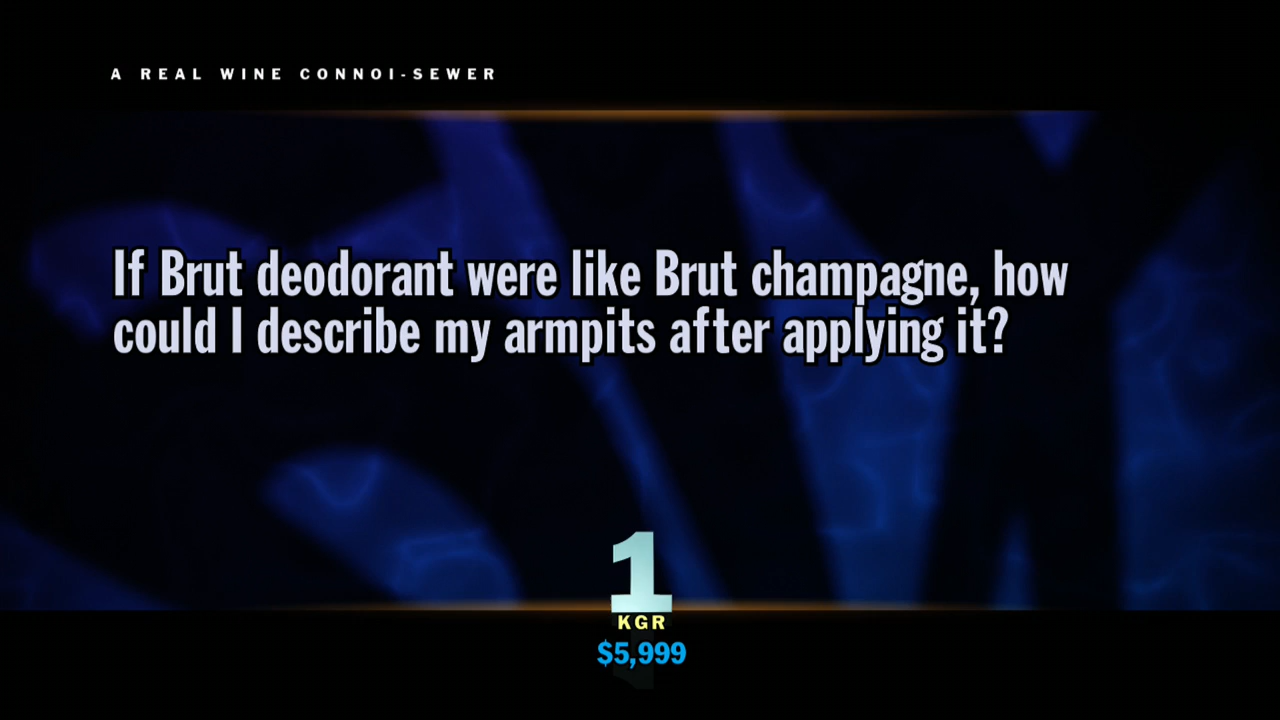 A REAL WINE CONNOI-SEWER
If Brut deodorant were like Brut champagne, how
could I describe my armpits after applying it?
1
KGR
$5,999